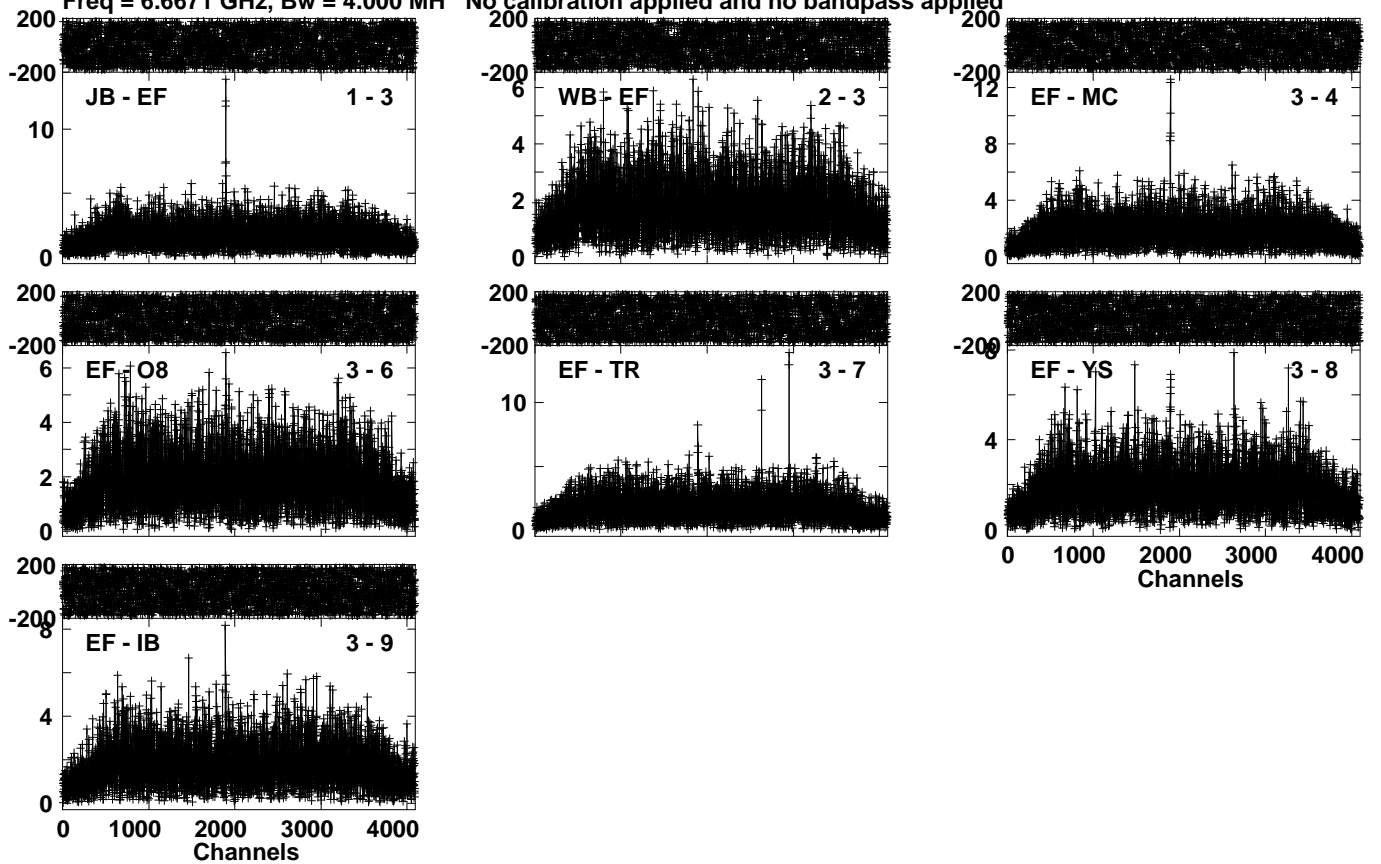 Freq = 6.6671 GHz, Bw = 4.000 MH No calibration applied and no bandpass applied
200 200 200
-200 -200 -200
JB - EF 1 - 3 WB - EF 2 - 3 EF - MC 3 - 4
10 0
6 4 2 0
12 8 4 0
200 200 200
-200 -200 -200
EF - O8 3 - 6 EF - TR 3 - 7 EF - YS 3 - 8
6 4 2 0
10 0
8 4 0
0 1000 2000 3000 4000
Channels
200
-200
EF - IB 3 - 9
8 4 0
0 1000 2000 3000 4000
Channels